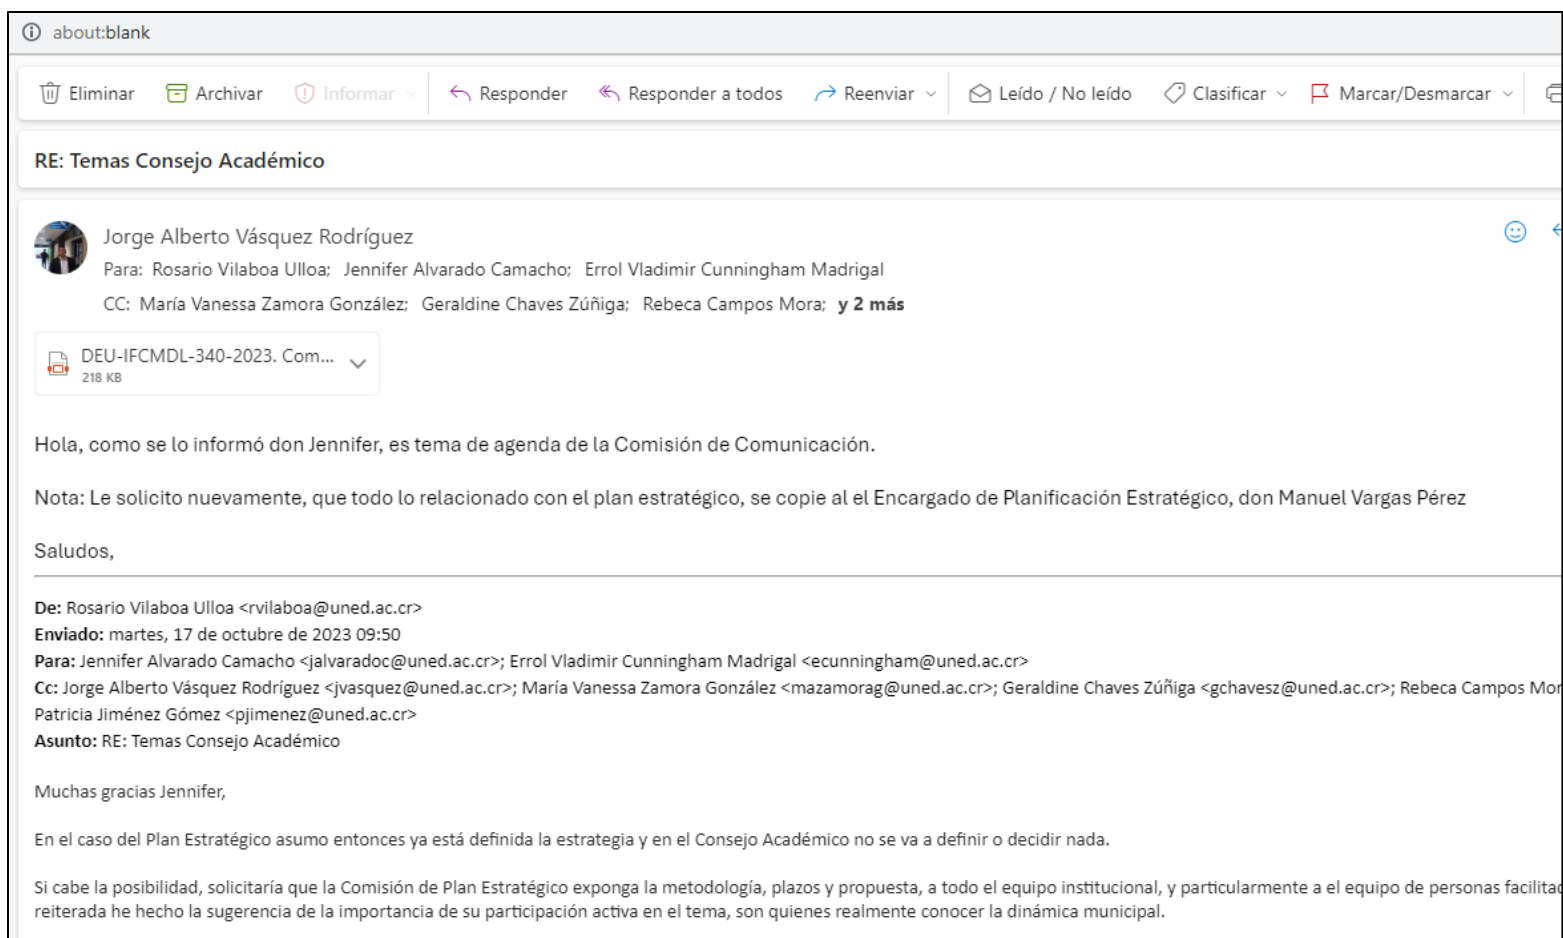 about:blank
Eliminar Archivar Informar Responder Responder a todos Reenviar Leído / No leído Clasificar Marcar/Desmarcar
RE: Temas Consejo Académico
Jorge Alberto Vásquez Rodríguez
Para: Rosario Vilaboa Ulloa; Jennifer Alvarado Camacho; Errol Vladimir Cunningham Madrigal
CC: María Vanessa Zamora González; Geraldine Chaves Zúñiga; Rebeca Campos Mora; y 2 más
DEU-IFCMDL-340-2023. Com...
218 KB
Hola, como se lo informó don Jennifer, es tema de agenda de la Comisión de Comunicación.
Nota: Le solicito nuevamente, que todo lo relacionado con el plan estratégico, se copie al el Encargado de Planificación Estratégico, don Manuel Vargas Pérez
Saludos,
De: Rosario Vilaboa Ulloa <rvilaboa@uned.ac.cr>
Enviado: martes, 17 de octubre de 2023 09:50
Para: Jennifer Alvarado Camacho <jalvaradoc@uned.ac.cr>; Errol Vladimir Cunningham Madrigal <ecunningham@uned.ac.cr>
Cc: Jorge Alberto Vásquez Rodríguez <jvasquez@uned.ac.cr>; María Vanessa Zamora González <mazamorag@uned.ac.cr>; Geraldine Chaves Zúñiga <gchavesz@uned.ac.cr>; Rebeca Campos Mor
Patricia Jiménez Gómez <pjimenez@uned.ac.cr>
Asunto: RE: Temas Consejo Académico
Muchas gracias Jennifer,
En el caso del Plan Estratégico asumo entonces ya está definida la estrategia y en el Consejo Académico no se va a definir o decidir nada.
Si cabe la posibilidad, solicitaría que la Comisión de Plan Estratégico exponga la metodología, plazos y propuesta, a todo el equipo institucional, y particularmente a el equipo de personas facilitad
reiterada he hecho la sugerencia de la importancia de su participación activa en el tema, son quienes realmente conocer la dinámica municipal.